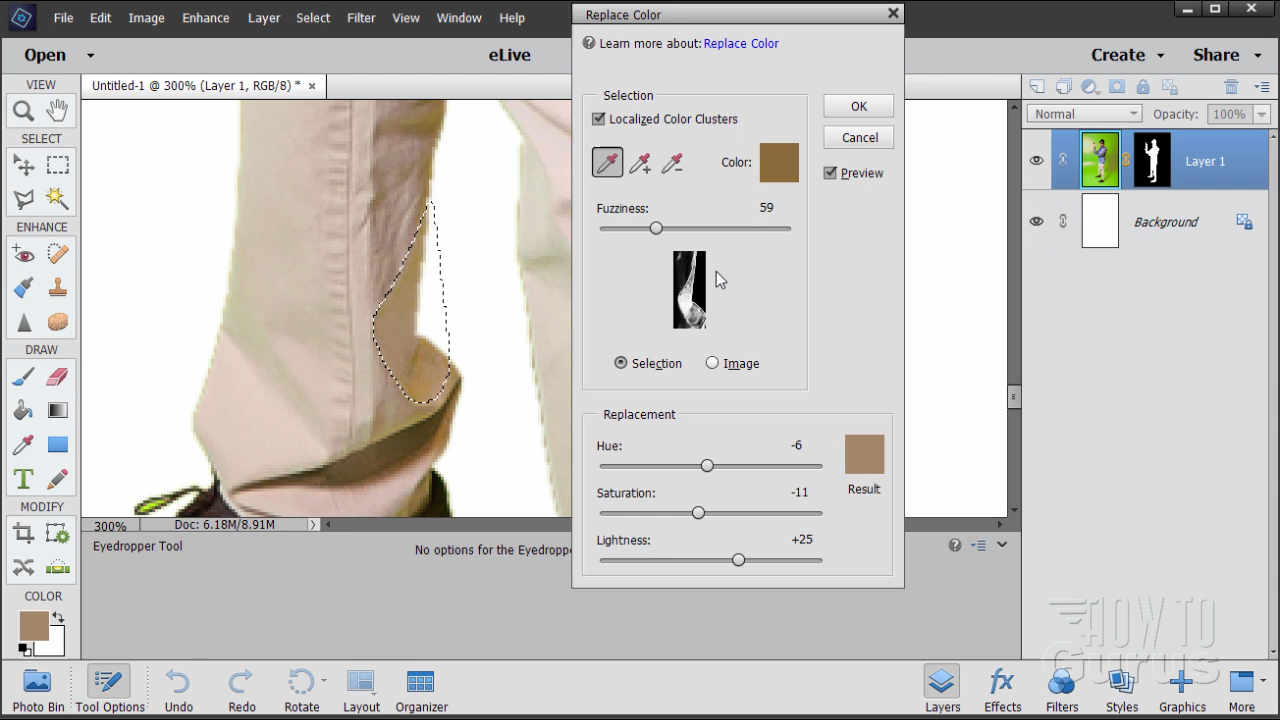 File Edit Image Enhance Layer Select Filter View Window Help
Open
eLive
Create Share
VIEW
SELECT
ENHANCE
DRAW
MODIFY
COLOR
Untitled-1 @ 300% (Layer 1, RGB/8) * ×
300% Doc: 6.18M/8.91M
Eyedropper Tool
No options for the Eyedroppe
Replace Color
Learn more about: Replace Color
Selection
Localized Color Clusters
Color:
Fuzziness: 59
Selection Image
OK
Cancel
Preview
Replacement
Hue: -6
Saturation: -11
Lightness: +25
Result
Normal Opacity: 100%
Layer 1
Background
HOW TO
Gurus
Photo Bin Tool Options Undo Redo Rotate Layout Organizer
Layers Effects Filters Styles Graphics More